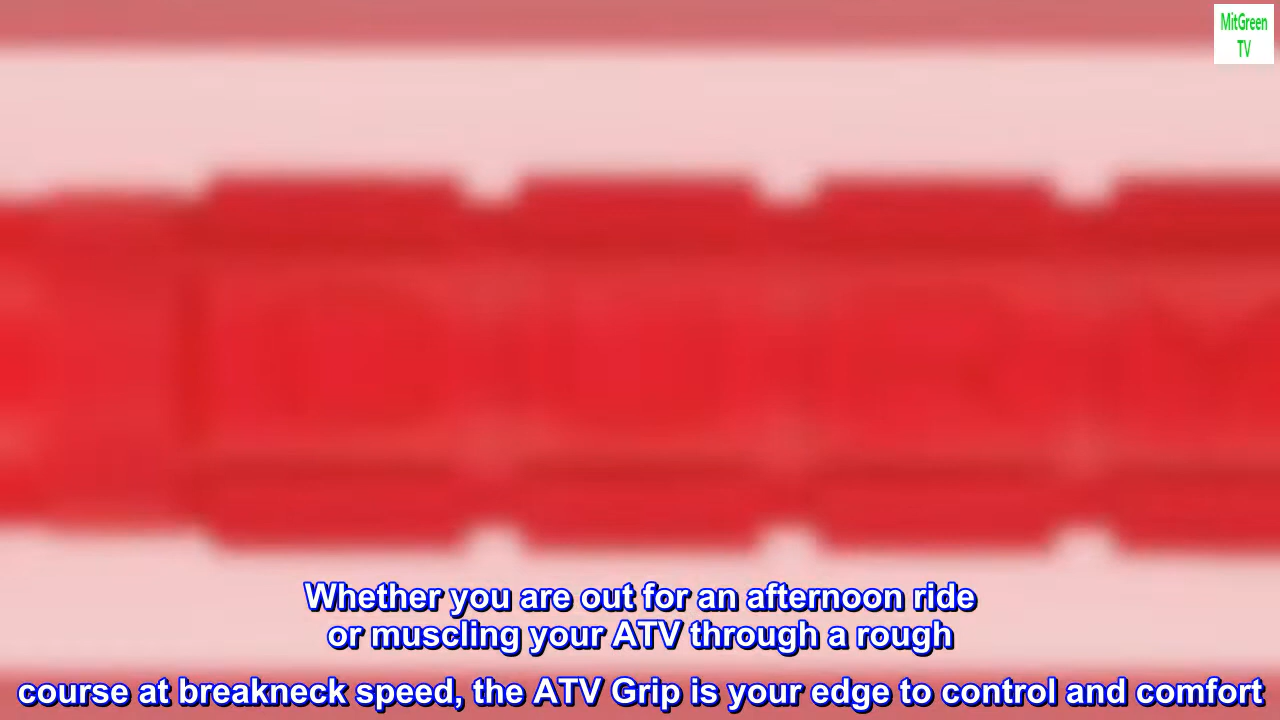 MitGreen
TV
Whether you are out for an afternoon ride
or muscling your ATV through a rough
course at breakneck speed, the ATV Grip is your edge to control and comfort